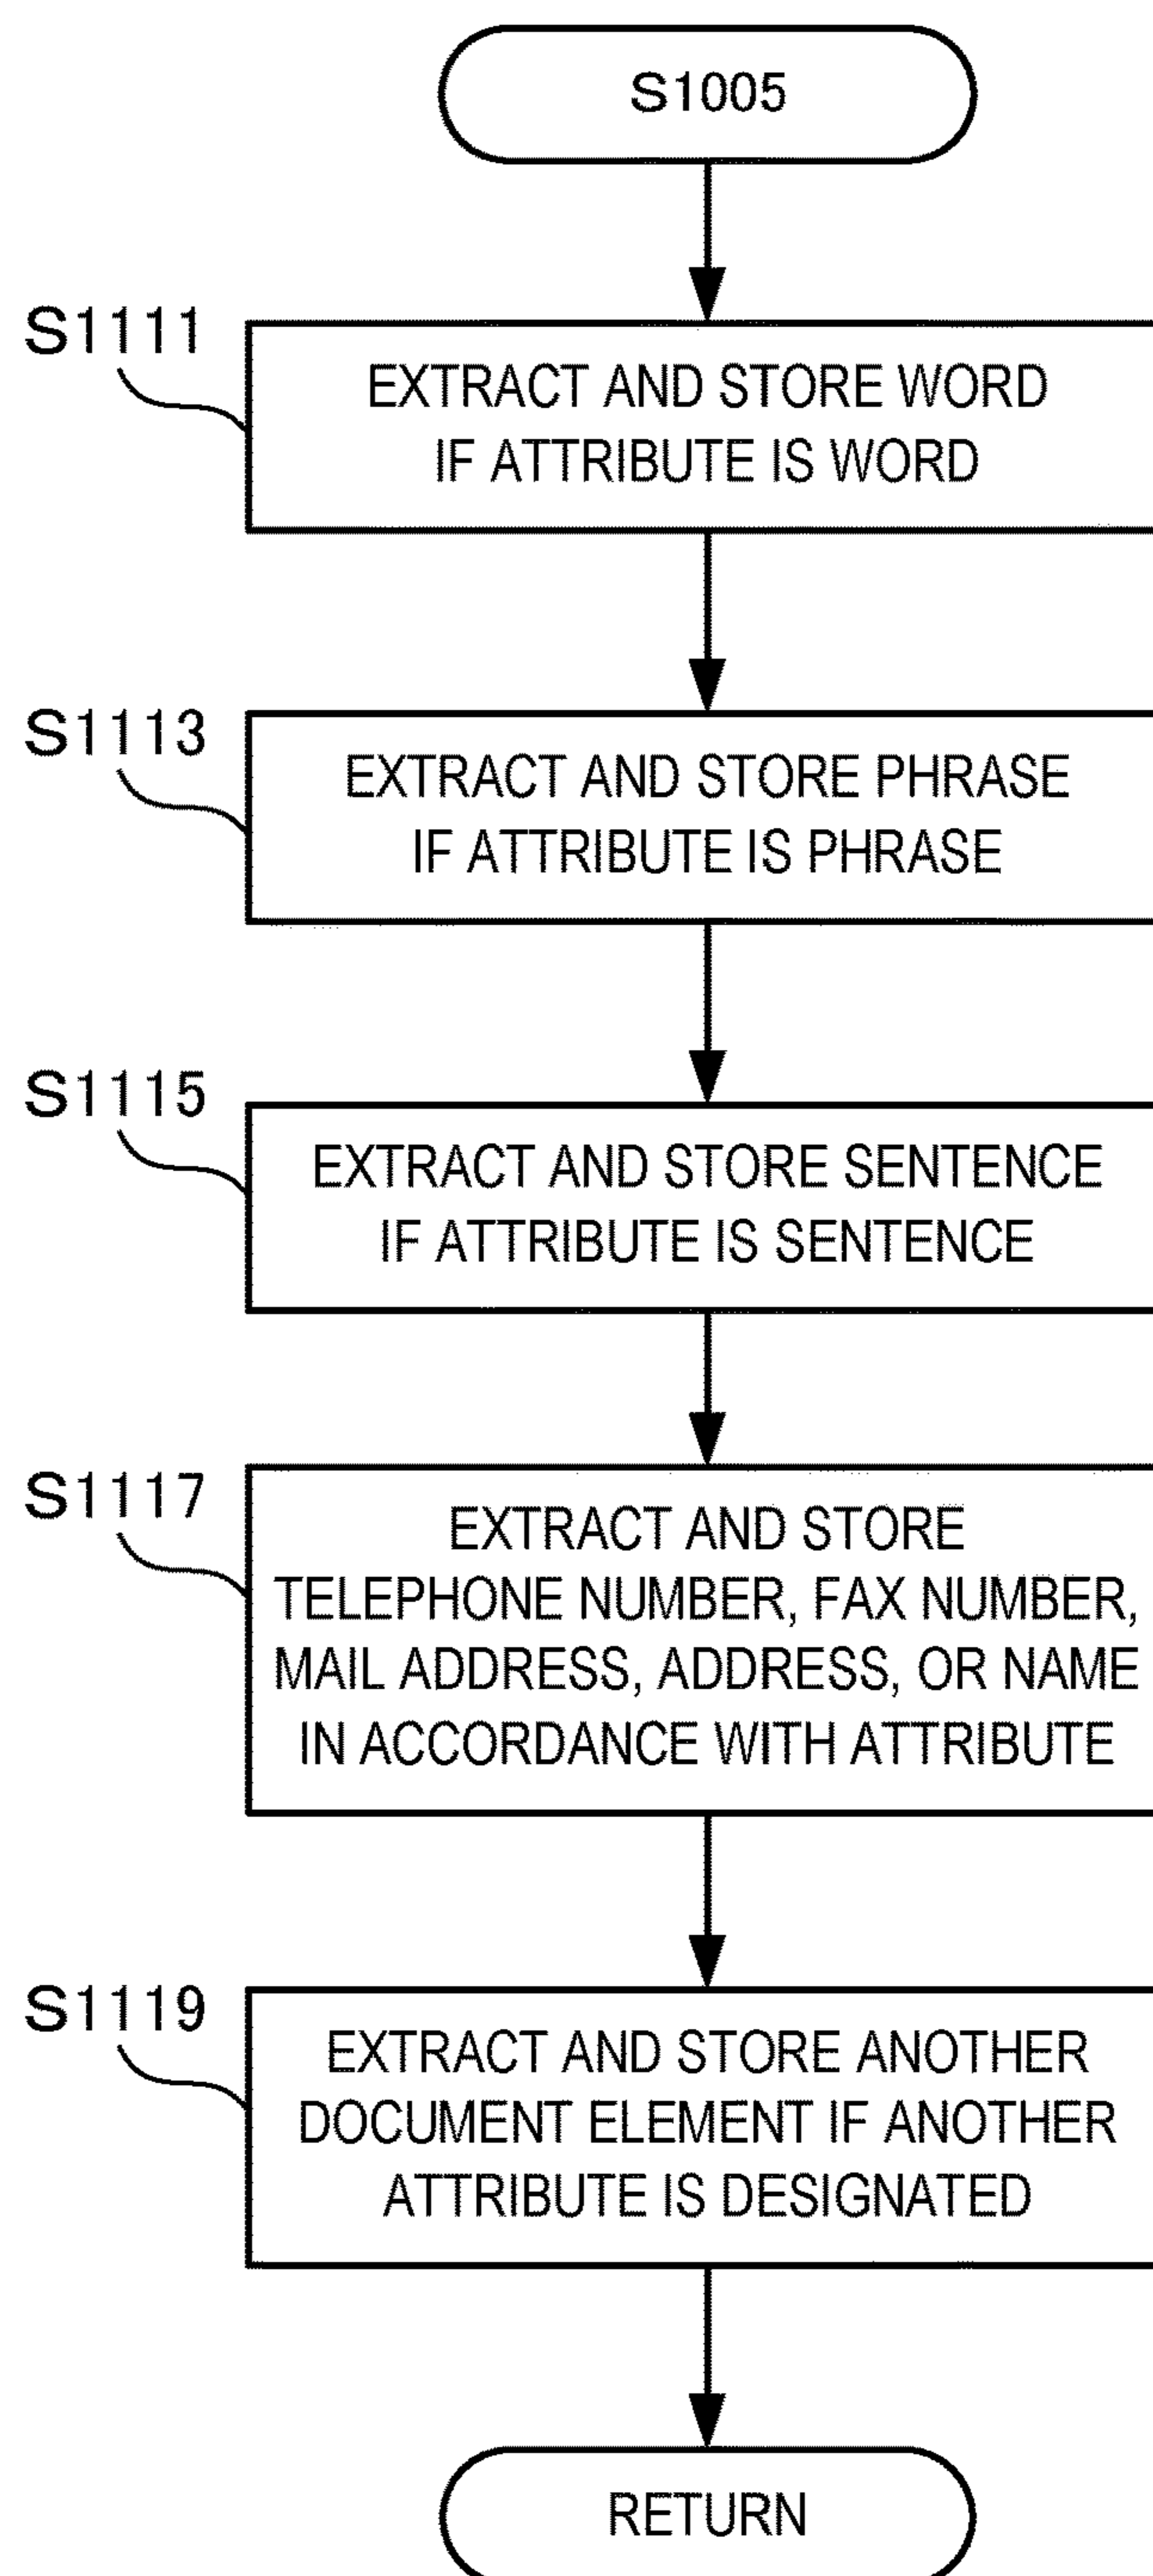 S1005
S1111
EXTRACT AND STORE WORD
IF ATTRIBUTE IS WORD
S1113
EXTRACT AND STORE PHRASE
IF ATTRIBUTE IS PHRASE
S1115
EXTRACT AND STORE SENTENCE
IF ATTRIBUTE IS SENTENCE
S1117
EXTRACT AND STORE
TELEPHONE NUMBER, FAX NUMBER,
MAIL ADDRESS, ADDRESS, OR NAME
IN ACCORDANCE WITH ATTRIBUTE
S1119
EXTRACT AND STORE ANOTHER
DOCUMENT ELEMENT IF ANOTHER
ATTRIBUTE IS DESIGNATED
RETURN